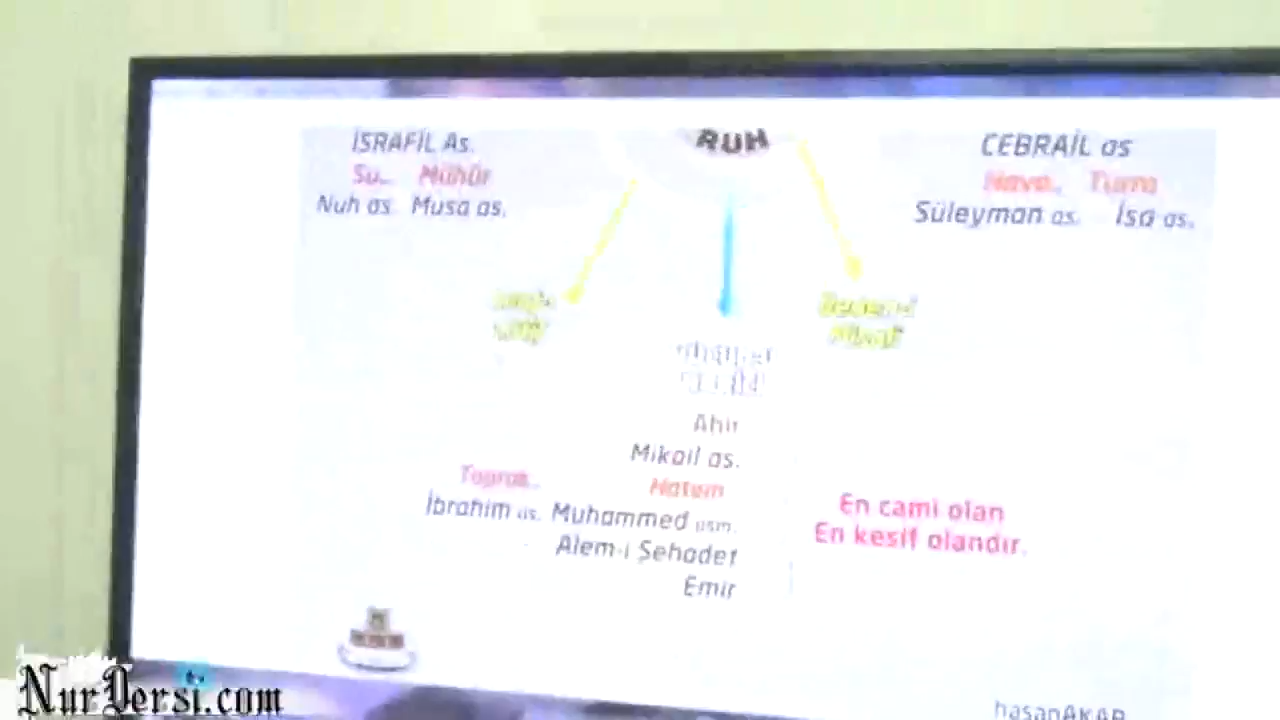 İSRAFİL As.
Su.. Mühür
Nuh as. Musa as.
RUH
CEBRAİL as
Hava.. Turra
Süleyman as. İsa as.
Ahir
Mikail as.
Toprak.. Hatem
İbrahim as. Muhammed asm.
Alem-i Şehadet
Emir
En cami olan
En kesif olandır.
hasanAKAR
NurDersi.com